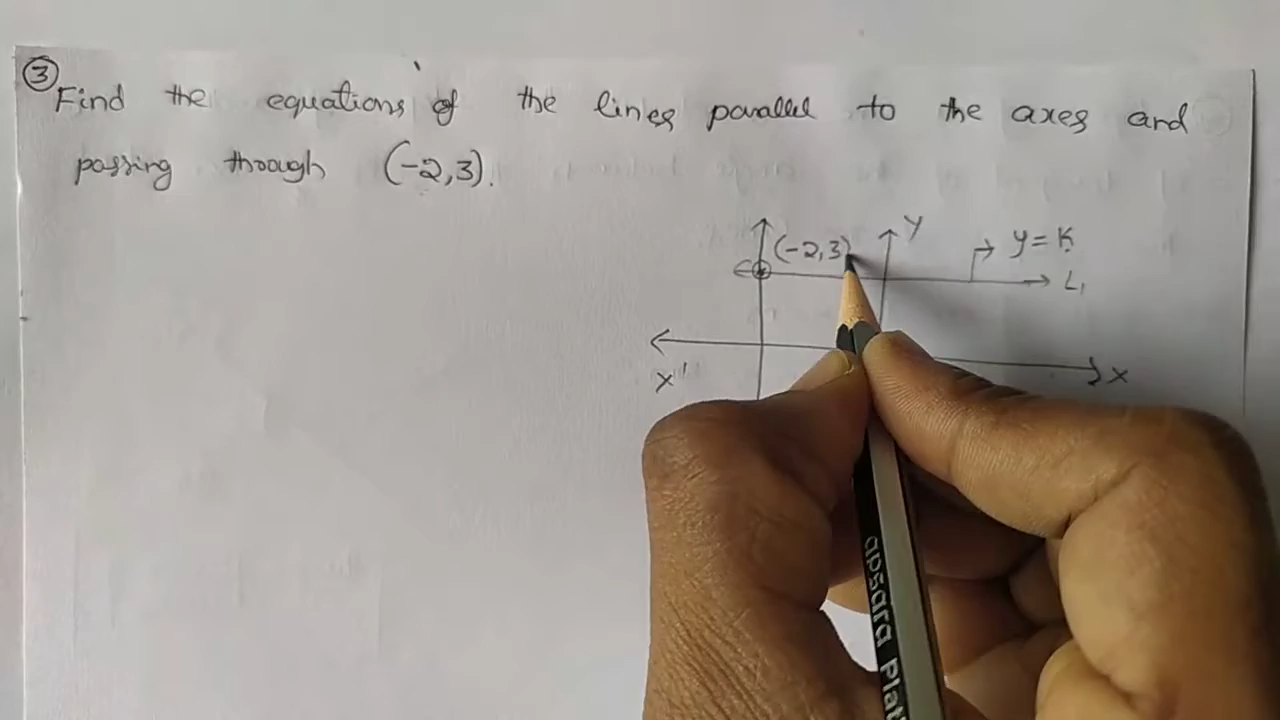 ③ Find the equations of the lines parallel to the axes and
passing though (-2,3).
Y
(-2,3)
y=K
L₁
X'
X
apsara Plat